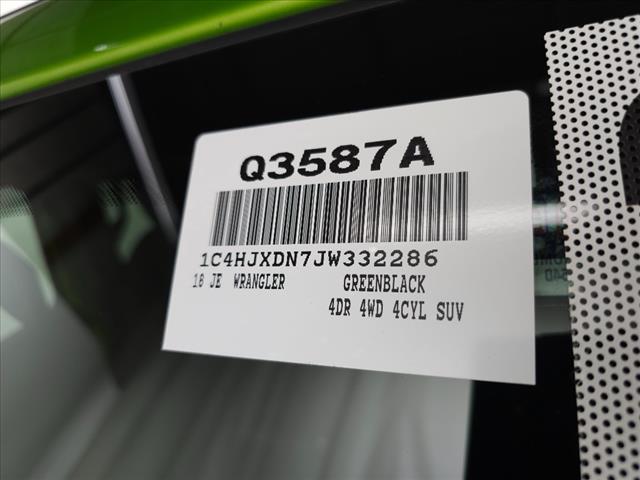 Q3587A
1C4HJXDN7JW332286
18 JE WRANGLER GREENBLACK
4DR 4WD 4CYL SUV